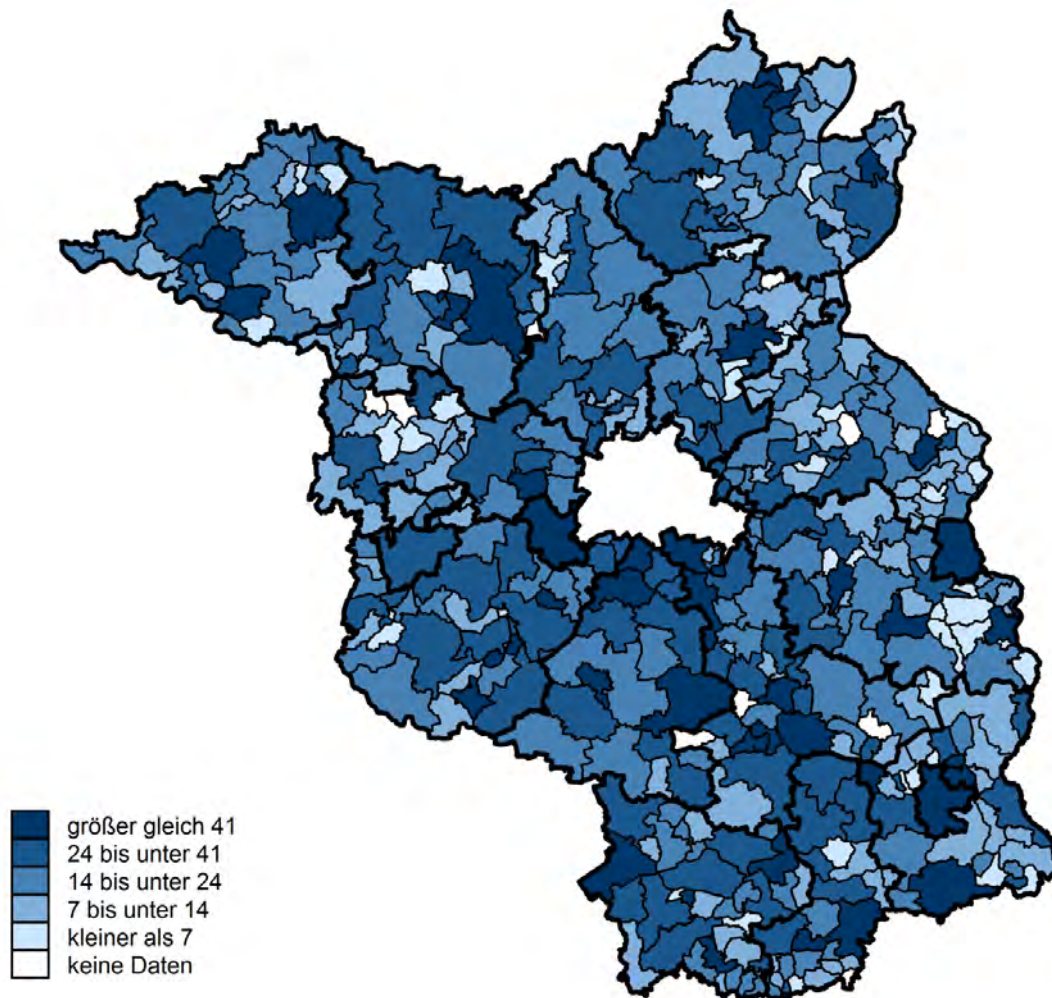 größer gleich 41
24 bis unter 41
14 bis unter 24
7 bis unter 14
kleiner als 7
keine Daten